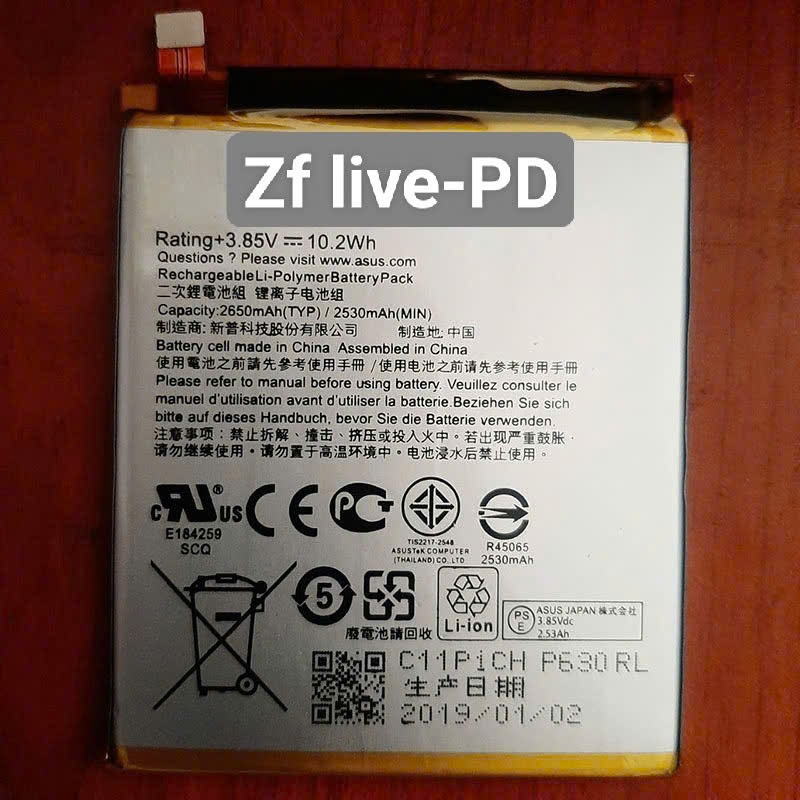 Zf live-PD
Rating+3.85V⎓10.2Wh
Questions ? Please visit www.asus.com
RechargeableLi-PolymerBatteryPack
二次鋰電池組 锂离子电池组
Capacity:2650mAh(TYP) / 2530mAh(MIN)
制造商: 新普科技股份有限公司 制造地: 中国
Battery cell made in China Assembled in China
使用電池之前請先參考使用手冊 /使用电池之前请先参考使用手冊
Please refer to manual before using battery. Veuillez consulter le
manuel d'utilisation avant d'utiliser la batterie.Beziehen Sie sich
bitte auf dieses Handbuch, bevor Sie die Batterie verwenden.
注意事项：禁止拆解、撞击、挤压或投入火中。若出现严重鼓胀，
请勿继续使用。请勿置于高温环境中。电池浸水后禁止使用。
c RU US ® CE PCT
E184259
SCQ
TIS2217-2548
ASUSTeK COMPUTER
(THAILAND) CO.,LTD
R45065
2530mAh
5
廢電池請回收
Li-ion
PS
E
ASUS JAPAN 株式会社
3.85Vdc
2.53Ah
C11PiCH P630RL
生产日期
2019/01/02